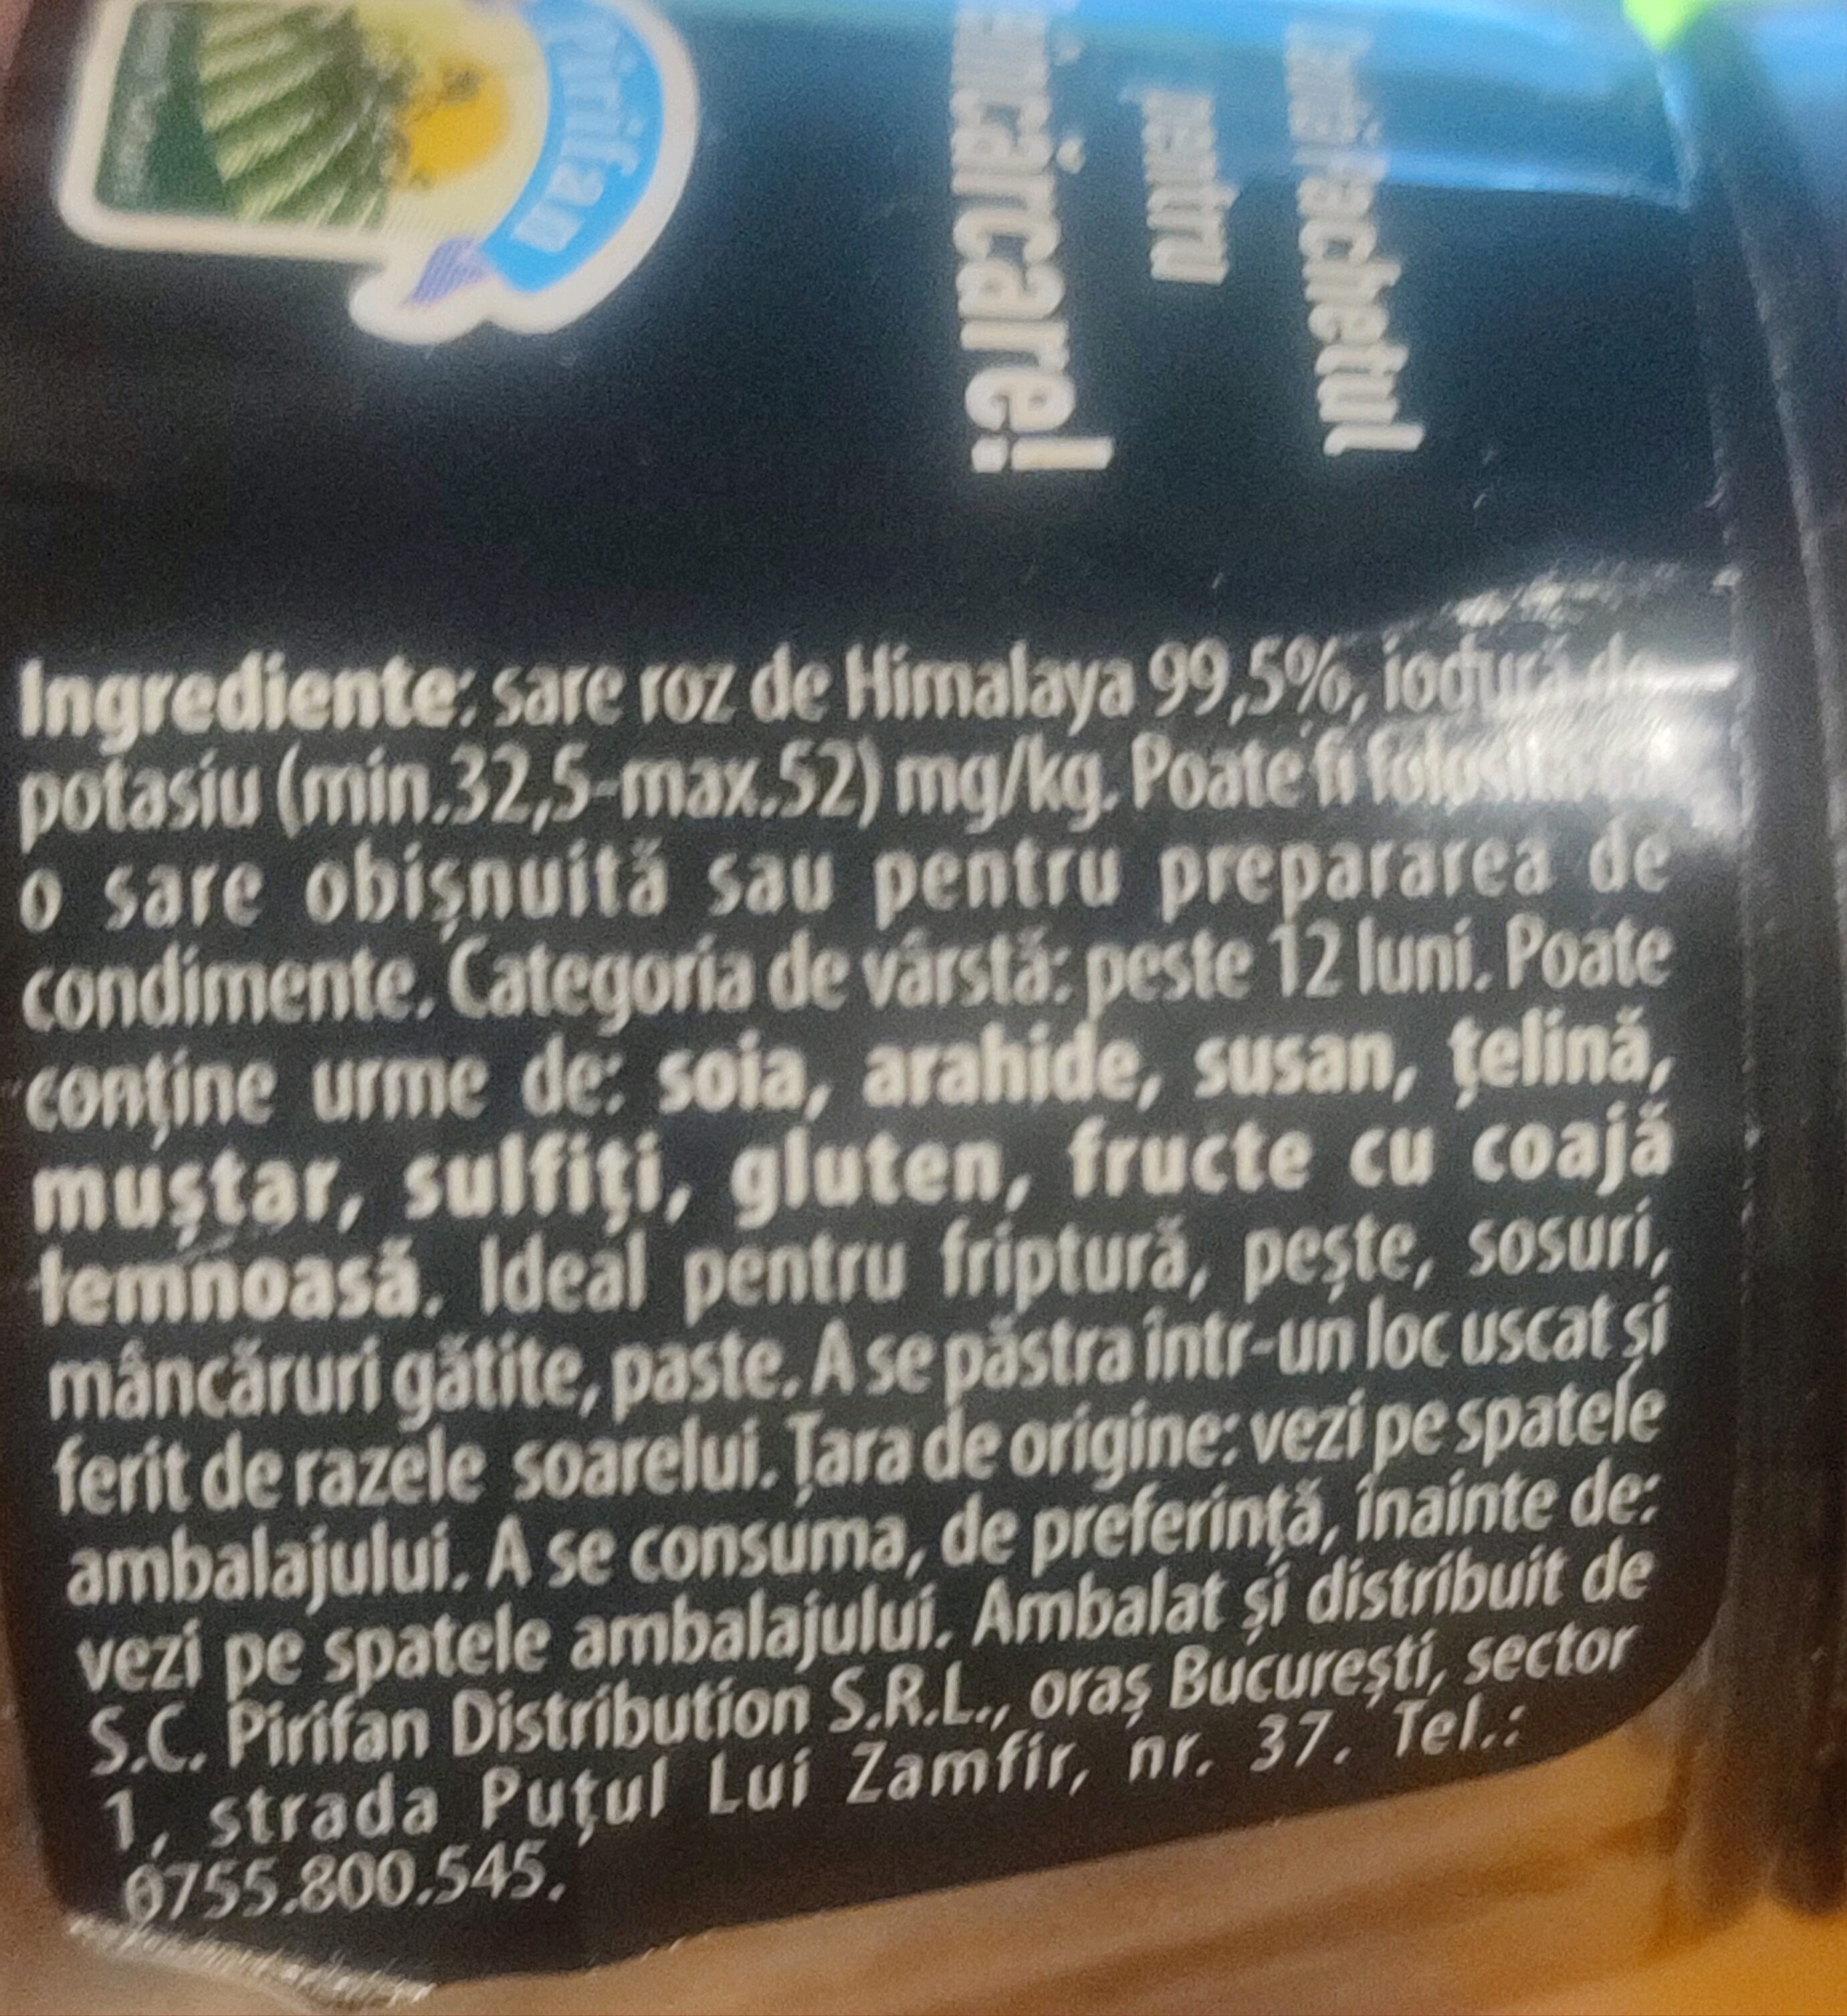 Pirifan
pachetul
pentru
Ingrediente: sare roz de Himalaya 99,5%, iodură de
potasiu (min.32,5-max.52) mg/kg. Poate fi
o sare obișnuită sau pentru prepararea de
condimente. Categoria de vârstă: peste 12 luni. Poate
conține urme de: soia, arahide, susan, țelină,
muștar, sulfiți, gluten, fructe cu coajă
lemnoasă. Ideal pentru friptură, pește, sosuri,
mâncăruri gătite, paste. A se păstra într-un loc uscat și
ferit de razele soarelui. Țara de origine: vezi pe spatele
ambalajului. A se consuma, de preferință, înainte de:
vezi pe spatele ambalajului. Ambalat și distribuit de
S.C. Pirifan Distribution S.R.L., oraș București, sector
1, strada Puțul Lui Zamfir, nr. 37. Tel.:
0755.800.545.